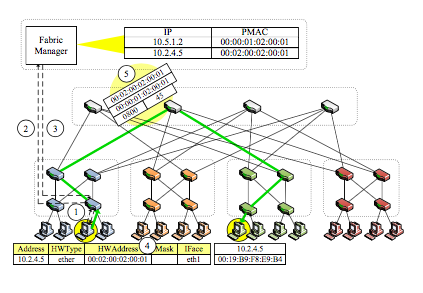 Fabric
Manager
IP PMAC
10.5.1.2 00:00:01:02:00:01
10.2.4.5 00:02:00:02:00:01
5
00:02:00:02:00:01
00:00:01:02:00:01
0800 45
2 3
1
4
Address HWType HWAddress Mask IFace
10.2.4.5 ether 00:02:00:02:00:01 eth1
10.2.4.5
00:19:B9:F8:E9:B4